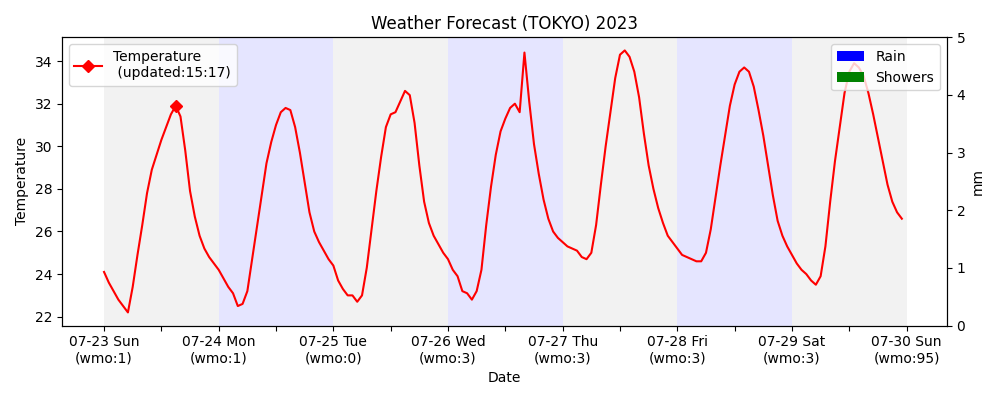 Weather Forecast (TOKYO) 2023
Temperature
(updated:15:17)
Rain
Showers
34
32
30
28
26
24
22
Temperature
5
4
3
2
1
0
mm
07-23 Sun
(wmo:1)
07-24 Mon
(wmo:1)
07-25 Tue
(wmo:0)
07-26 Wed
(wmo:3)
07-27 Thu
(wmo:3)
07-28 Fri
(wmo:3)
07-29 Sat
(wmo:3)
07-30 Sun
(wmo:95)
Date